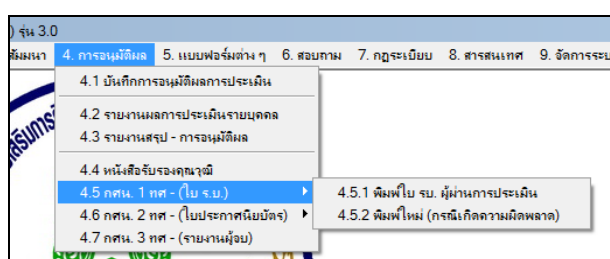 ) รุ่น 3.0
สัมมนา 4. การอนุมัติผล 5. แบบฟอร์มต่าง ๆ 6. สอบถาม 7. กฎระเบียบ 8. สารสนเทศ 9. จัดการระบ
4.1 บันทึกการอนุมัติผลการประเมิน
4.2 รายงานผลการประเมินรายบุคคล
4.3 รายงานสรุป - การอนุมัติผล
4.4 หนังสือรับรองคุณวุฒิ
4.5 กศน. 1 ทศ - (ใบ ร.บ.)
4.5.1 พิมพ์ใบ รบ. ผู้ผ่านการประเมิน
4.6 กศน. 2 ทศ - (ใบประกาศนียบัตร)
4.5.2 พิมพ์ใหม่ (กรณีเกิดความผิดพลาด)
4.7 กศน. 3 ทศ - (รายงานผู้จบ)